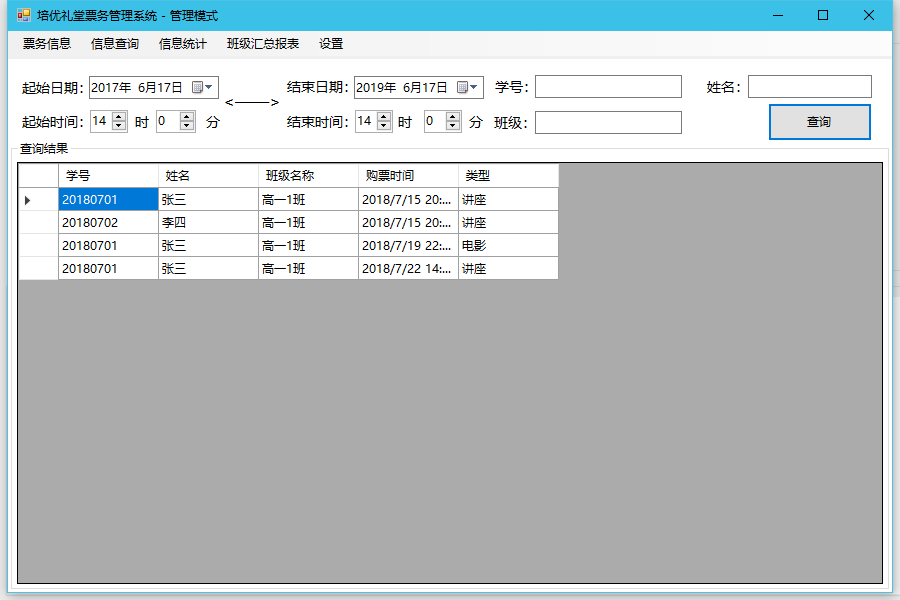 培优礼堂票务管理系统 - 管理模式
票务信息 信息查询 信息统计 班级汇总报表 设置
起始日期: 2017年 6月17日 <———> 结束日期: 2019年 6月17日 学号: 姓名:
起始时间: 14 时 0 分 结束时间: 14 时 0 分 班级: 查询
查询结果
学号 姓名 班级名称 购票时间 类型
20180701 张三 高一1班 2018/7/15 20:... 讲座
20180702 李四 高一1班 2018/7/15 20:... 讲座
20180701 张三 高一1班 2018/7/19 22:... 电影
20180701 张三 高一1班 2018/7/22 14:... 讲座